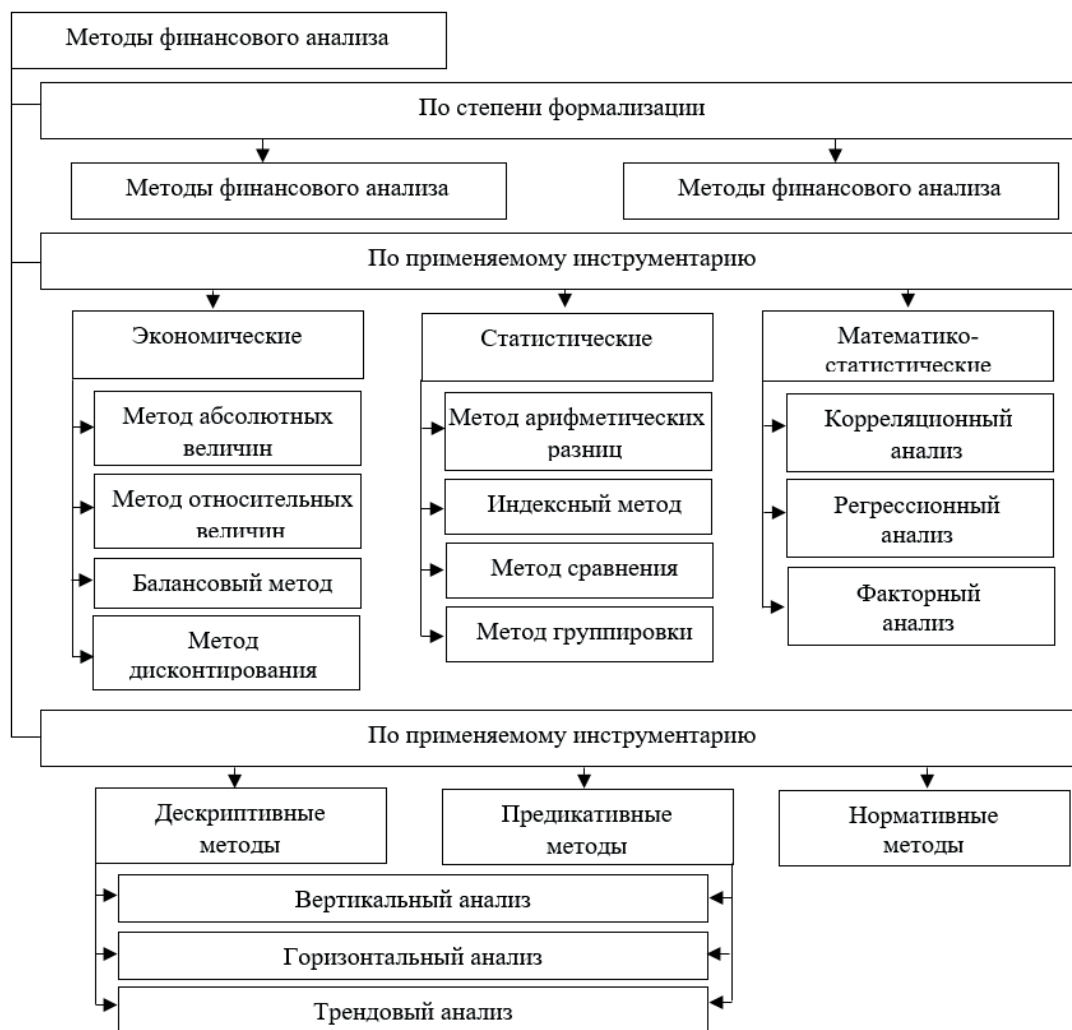 Методы финансового анализа
По степени формализации
Методы финансового анализа
Методы финансового анализа
По применяемому инструментарию
Экономические
Статистические
Математико-
статистические
Метод абсолютных
величин
Метод относительных
величин
Балансовый метод
Метод
дисконтирования
Метод арифметических
разниц
Индексный метод
Метод сравнения
Метод группировки
Корреляционный
анализ
Регрессионный
анализ
Факторный
анализ
По применяемому инструментарию
Дескриптивные
методы
Предикативные
методы
Нормативные
методы
Вертикальный анализ
Горизонтальный анализ
Трендовый анализ